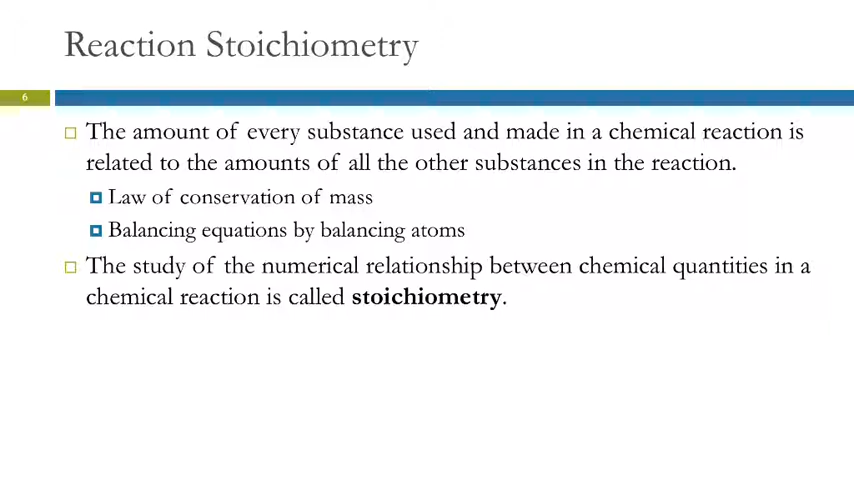 Reaction Stoichiometry
6
The amount of every substance used and made in a chemical reaction is
related to the amounts of all the other substances in the reaction.
Law of conservation of mass
Balancing equations by balancing atoms
The study of the numerical relationship between chemical quantities in a
chemical reaction is called stoichiometry.